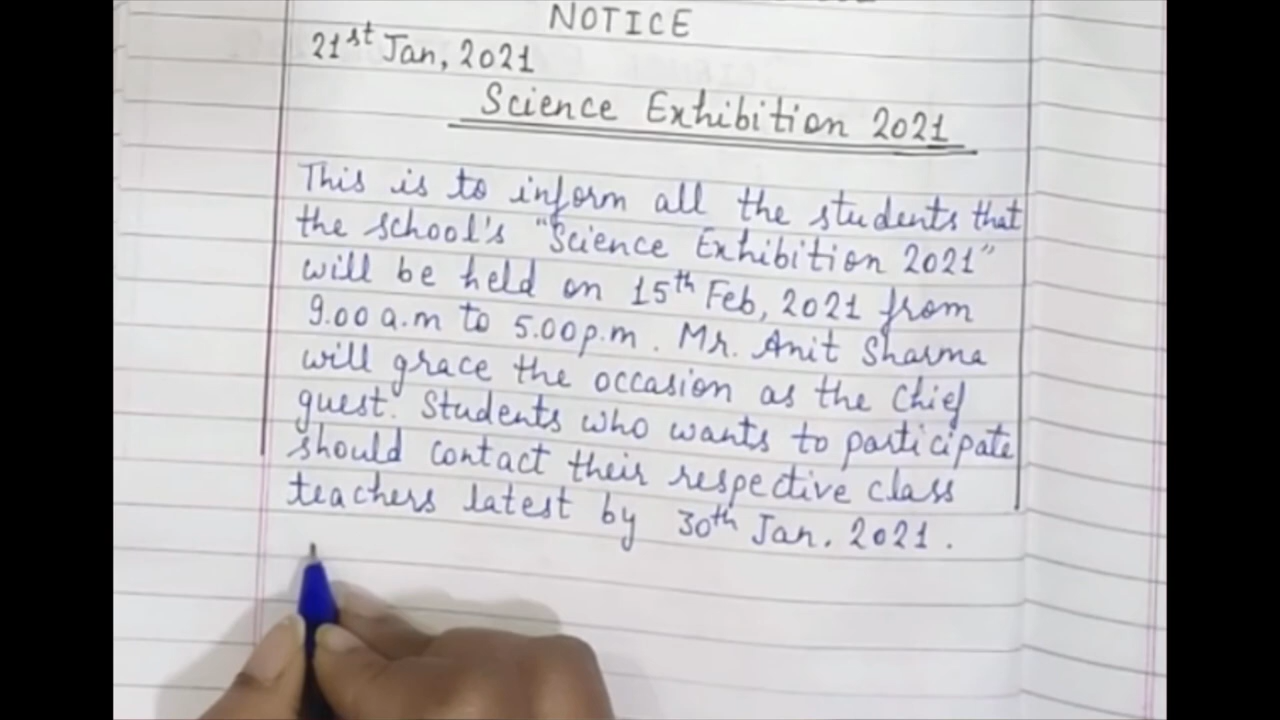 NOTICE
21st Jan, 2021
Science Exhibition 2021
This is to inform all the students that
the school's "Science Exhibition 2021"
will be held on 15th Feb, 2021 from
9.00 a.m to 5.00 p.m. Mr. Anit Sharma
will grace the occasion as the Chief
guest. Students who wants to participate
should contact their respective class
teachers latest by 30th Jan. 2021.